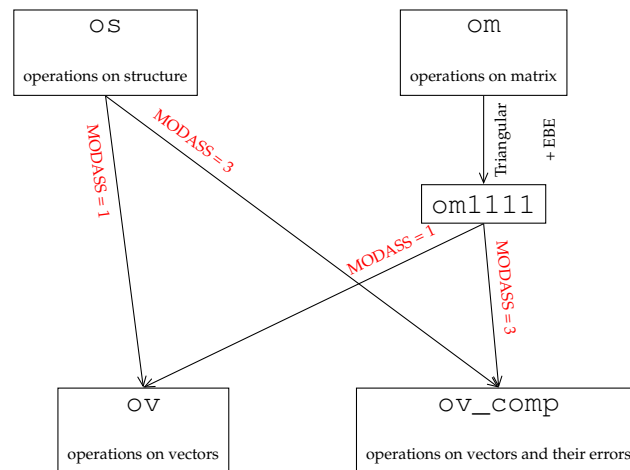 os
operations on structure
om
operations on matrix
MODASS = 1
MODASS = 3
Triangular
+ EBE
om1111
MODASS = 1
MODASS = 3
ov
operations on vectors
ov_comp
operations on vectors and their errors